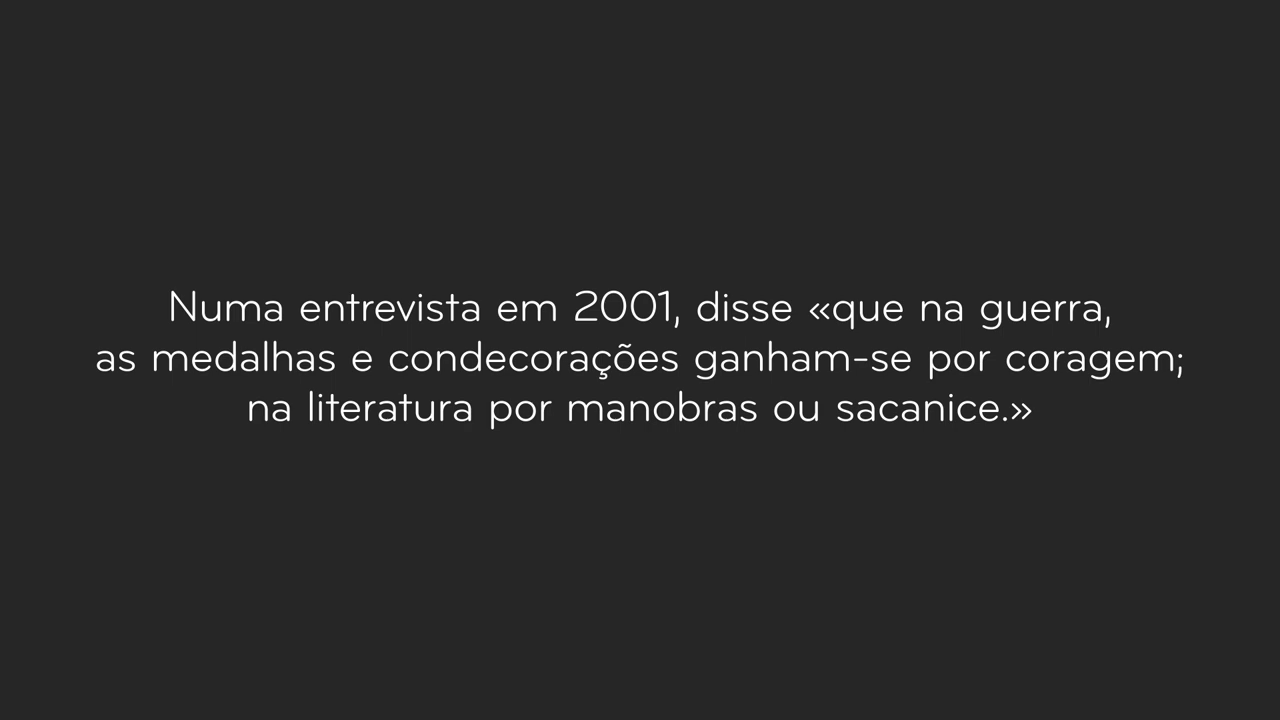 Numa entrevista em 2001, disse «que na guerra,
as medalhas e condecorações ganham-se por coragem;
na literatura por manobras ou sacanice.»